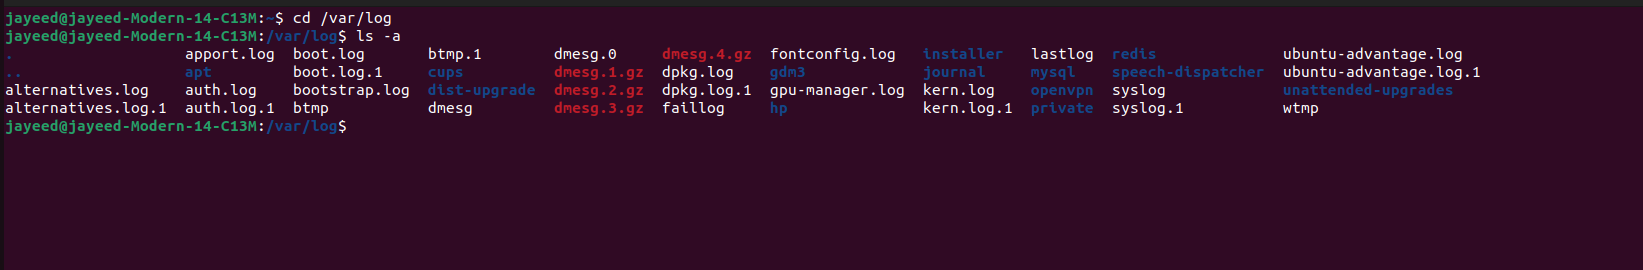 jayeed@jayeed-Modern-14-C13M:~$ cd /var/log
jayeed@jayeed-Modern-14-C13M:/var/log$ ls -a
. apport.log boot.log btmp.1 dmesg.0 dmesg.4.gz fontconfig.log installer lastlog redis ubuntu-advantage.log
.. apt boot.log.1 cups dmesg.1.gz dpkg.log gdm3 journal mysql speech-dispatcher ubuntu-advantage.log.1
alternatives.log auth.log bootstrap.log dist-upgrade dmesg.2.gz dpkg.log.1 gpu-manager.log kern.log openvpn syslog unattended-upgrades
alternatives.log.1 auth.log.1 btmp dmesg dmesg.3.gz faillog hp kern.log.1 private syslog.1 wtmp
jayeed@jayeed-Modern-14-C13M:/var/log$